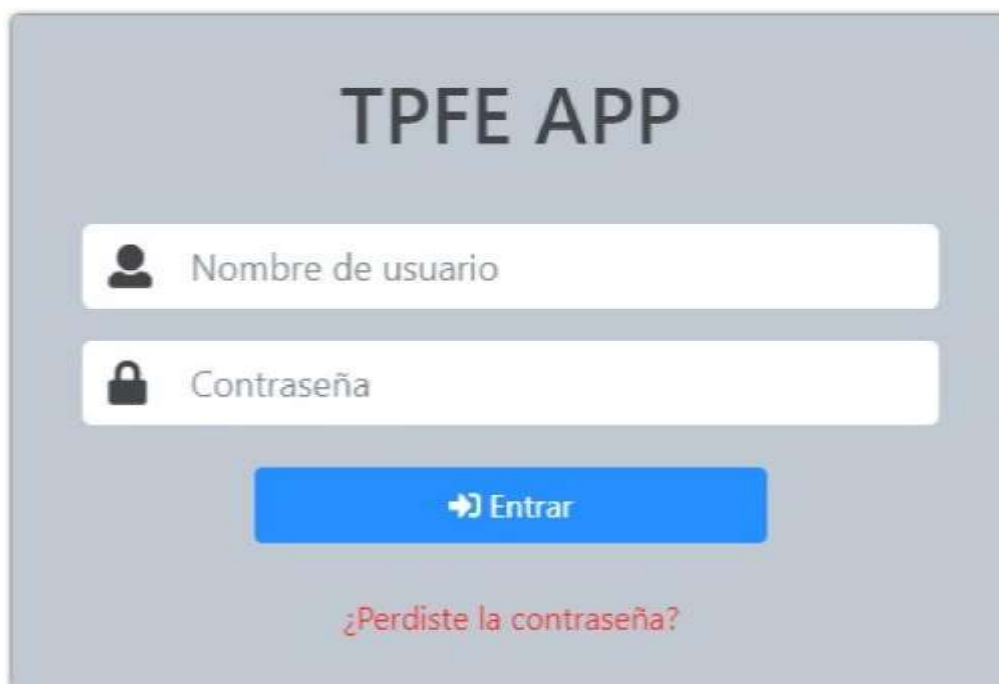 TPFE APP
Nombre de usuario
Contraseña
Entrar
¿Perdiste la contraseña?